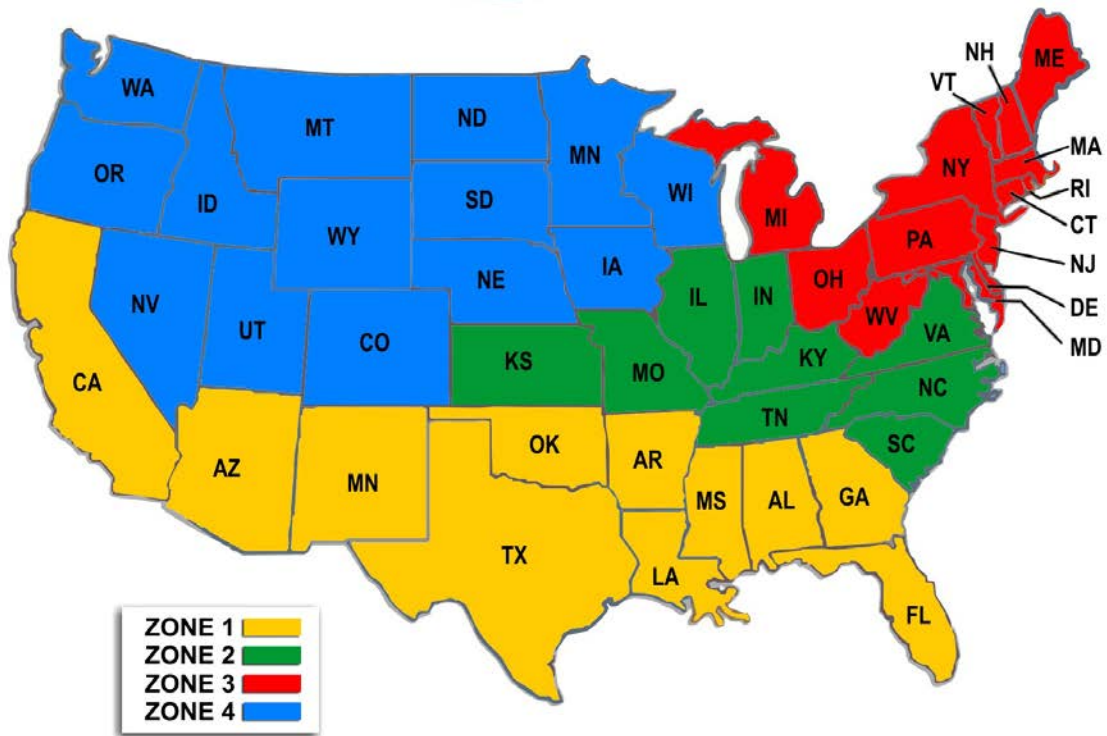 NH
ME
VT
WA
MT
ND
MN
MA
OR
NY
ID
SD
WI
RI
MI
CT
WY
PA
NJ
IA
NE
OH
DE
NV
IL
IN
WV
MD
UT
CO
VA
KS
MO
KY
CA
NC
TN
OK
SC
AR
AZ
MN
MS
AL
GA
TX
LA
FL
ZONE 1
ZONE 2
ZONE 3
ZONE 4